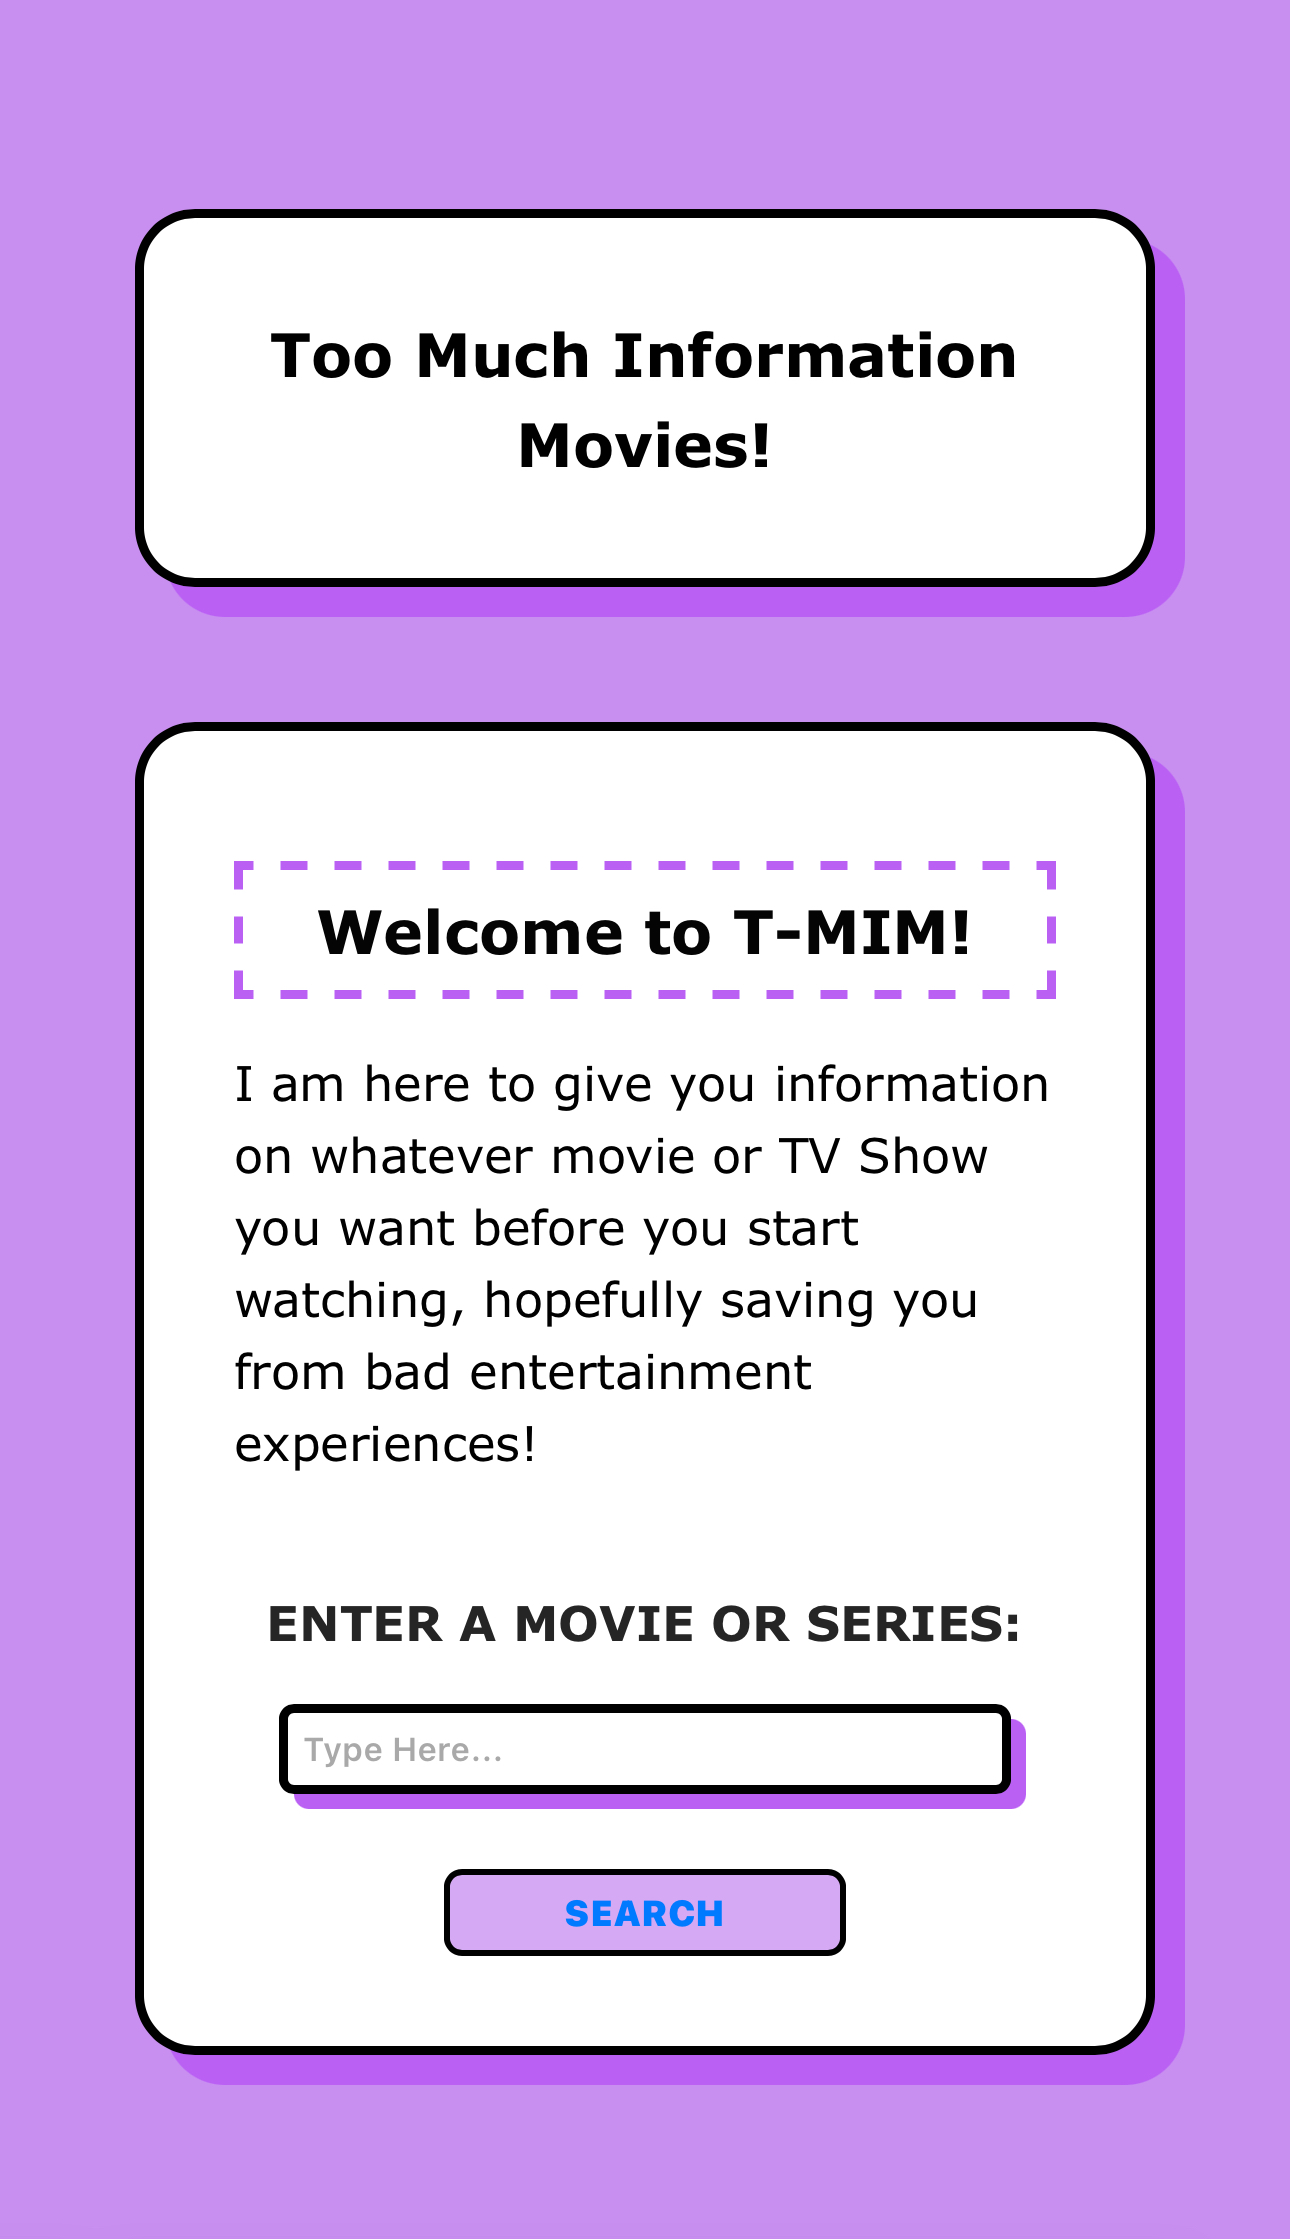 Too Much Information
Movies!
Welcome to T-MIM!
I am here to give you information
on whatever movie or TV Show
you want before you start
watching, hopefully saving you
from bad entertainment
experiences!
ENTER A MOVIE OR SERIES:
Type Here...
SEARCH